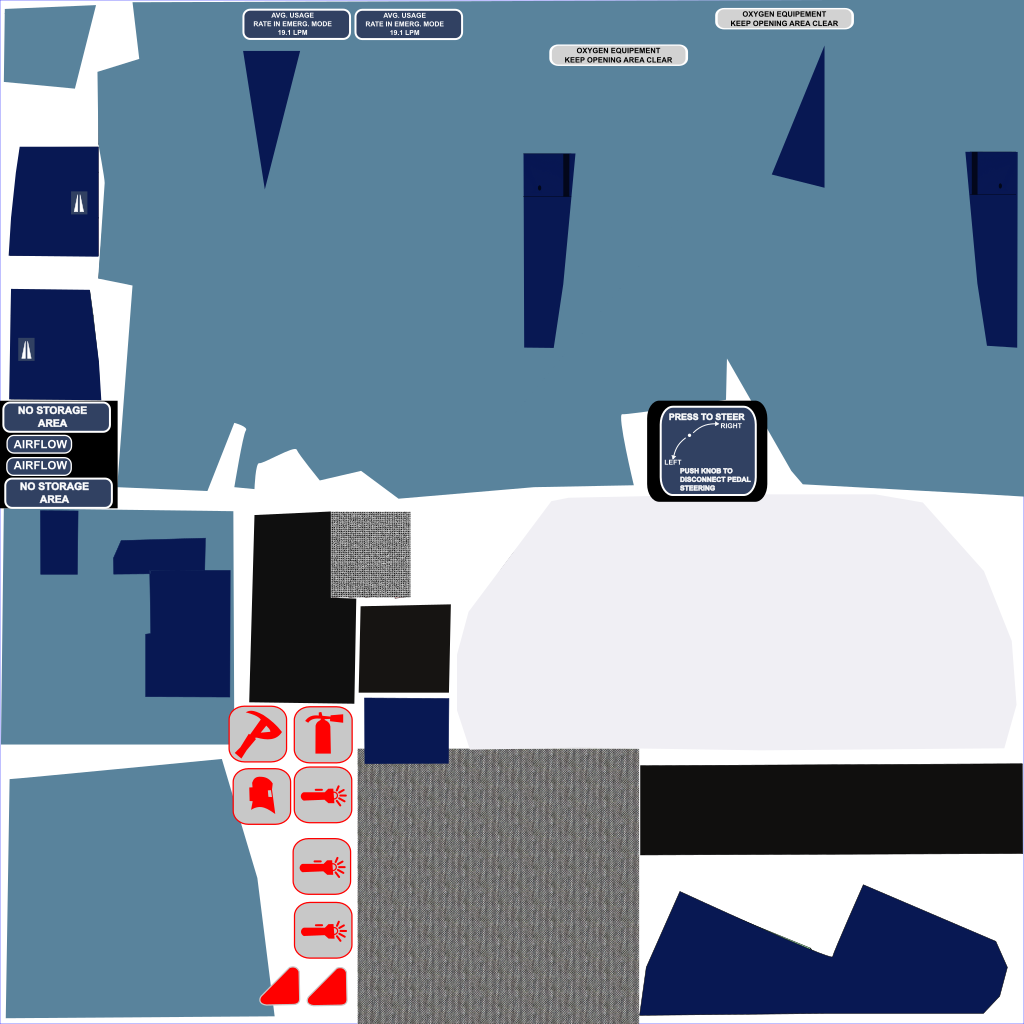 AVG. USAGE
RATE IN EMERG. MODE
19.1 LPM
AVG. USAGE
RATE IN EMERG. MODE
19.1 LPM
OXYGEN EQUIPEMENT
KEEP OPENING AREA CLEAR
OXYGEN EQUIPEMENT
KEEP OPENING AREA CLEAR
NO STORAGE
AREA
AIRFLOW
AIRFLOW
NO STORAGE
AREA
PRESS TO STEER
RIGHT
LEFT
PUSH KNOB TO
DISCONNECT PEDAL
STEERING